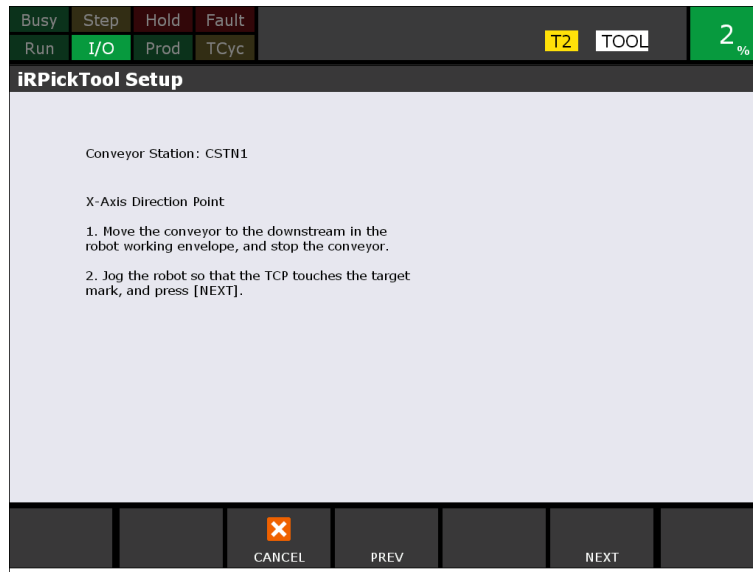 Busy Step Hold Fault
Run I/O Prod TCyc
T2 TOOL 2 %
iRPickTool Setup
Conveyor Station: CSTN1
X-Axis Direction Point
1. Move the conveyor to the downstream in the
robot working envelope, and stop the conveyor.
2. Jog the robot so that the TCP touches the target
mark, and press [NEXT].
CANCEL PREV NEXT